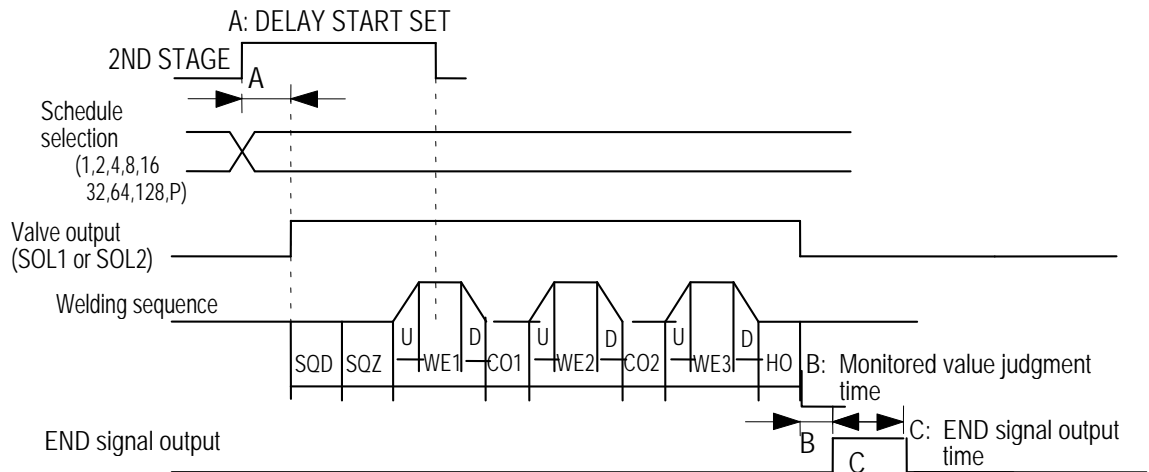 A: DELAY START SET
2ND STAGE
A
Schedule
selection
(1,2,4,8,16
32,64,128,P)
Valve output
(SOL1 or SOL2)
Welding sequence
U D U D U D
SQD SQZ WE1 CO1 WE2 CO2 WE3 HO
B: Monitored value judgment
time
B
C: END signal output
time
END signal output
C